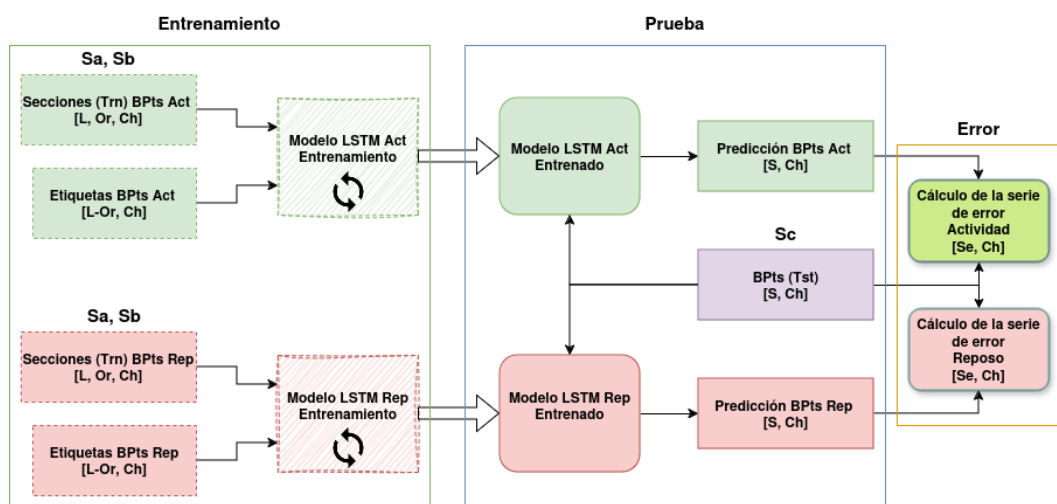 Entrenamiento
Sa, Sb
Secciones (Trn) BPts Act
[L, Or, Ch]
Etiquetas BPts Act
[L-Or, Ch]
Modelo LSTM Act
Entrenamiento
Sa, Sb
Secciones (Trn) BPts Rep
[L, Or, Ch]
Etiquetas BPts Rep
[L-Or, Ch]
Modelo LSTM Rep
Entrenamiento
Prueba
Modelo LSTM Act
Entrenado
Predicción BPts Act
[S, Ch]
Sc
BPts (Tst)
[S, Ch]
Modelo LSTM Rep
Entrenado
Predicción BPts Rep
[S, Ch]
Error
Cálculo de la serie
de error
Actividad
[Se, Ch]
Cálculo de la serie
de error
Reposo
[Se, Ch]